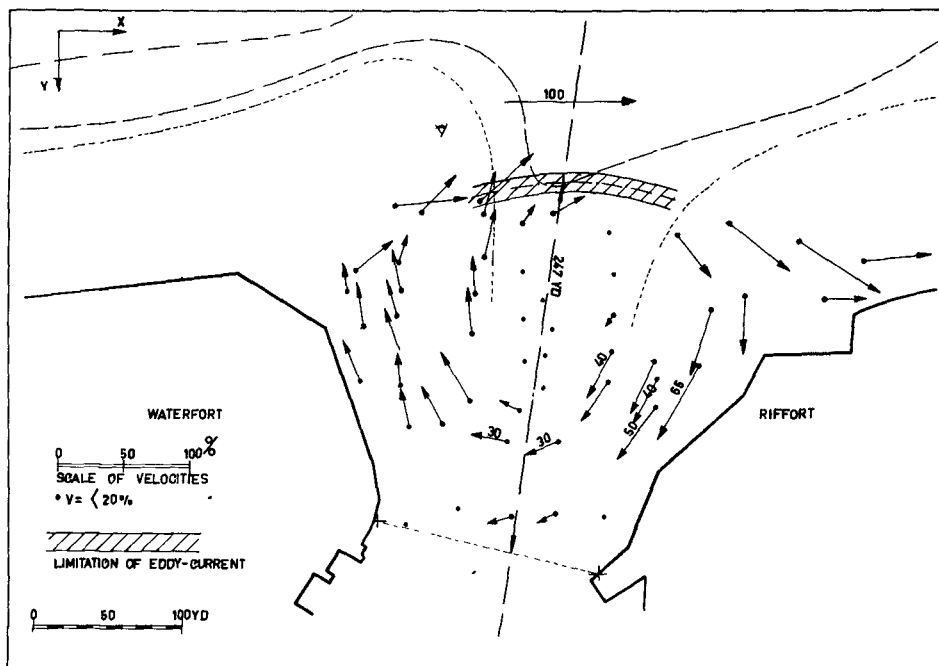 X
Y
100
247 YD
40
40
66
50
30
30
WATERFORT
RIFFORT
0 50 100%
SCALE OF VELOCITIES
• V = < 20%
LIMITATION OF EDDY-CURRENT
0 50 100YD